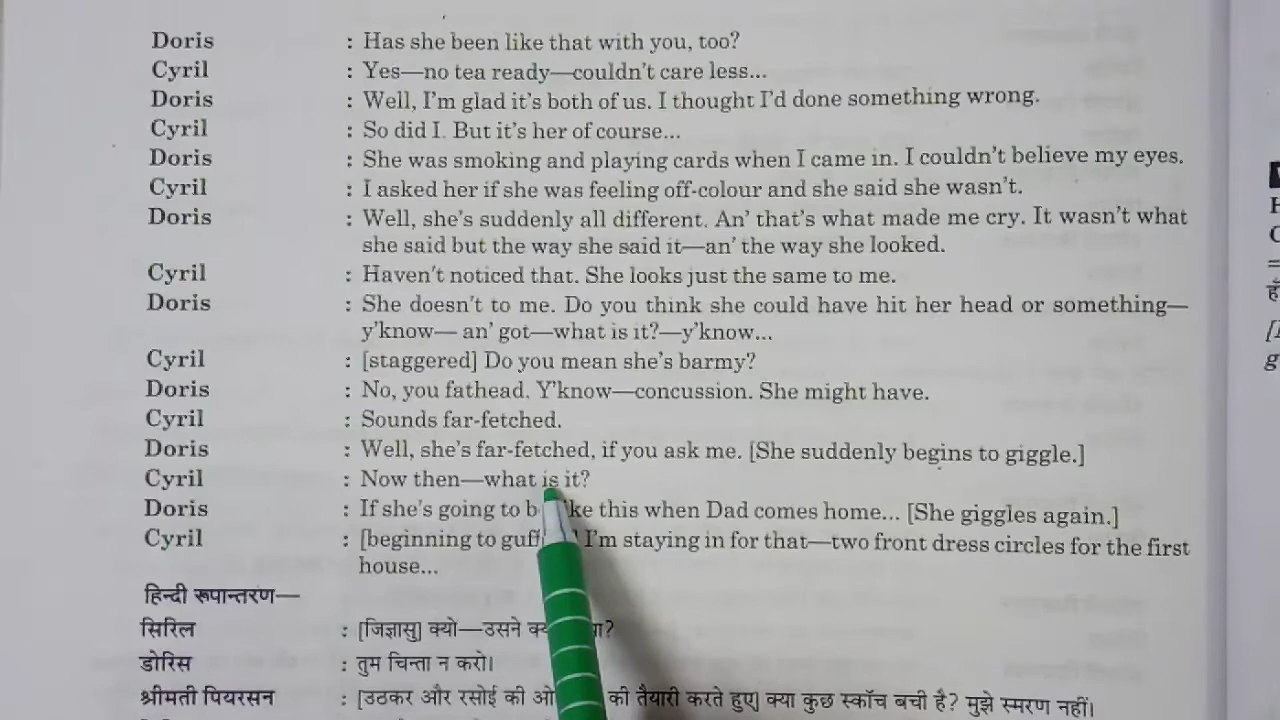 Doris : Has she been like that with you, too?
Cyril : Yes—no tea ready—couldn't care less...
Doris : Well, I'm glad it's both of us. I thought I'd done something wrong.
Cyril : So did I. But it's her of course...
Doris : She was smoking and playing cards when I came in. I couldn't believe my eyes.
Cyril : I asked her if she was feeling off-colour and she said she wasn't.
Doris : Well, she's suddenly all different. An' that's what made me cry. It wasn't what
she said but the way she said it—an' the way she looked.
Cyril : Haven't noticed that. She looks just the same to me.
Doris : She doesn't to me. Do you think she could have hit her head or something—
y'know— an' got—what is it?—y'know...
Cyril : [staggered] Do you mean she's barmy?
Doris : No, you fathead. Y'know—concussion. She might have.
Cyril : Sounds far-fetched.
Doris : Well, she's far-fetched, if you ask me. [She suddenly begins to giggle.]
Cyril : Now then—what is it?
Doris : If she's going to this when Dad comes home... [She giggles again.]
Cyril : [beginning to I'm staying in for that—two front dress circles for the first
house...
हिन्दी रूपान्तरण—
सिरिल : [जिज्ञासु] क्यो—उसने
डोरिस : तुम चिन्ता न करो।
श्रीमती पियरसन : [उठकर और रसोई की की तैयारी करते हुए] क्या कुछ स्कॉच बची है? मुझे स्मरण नहीं।